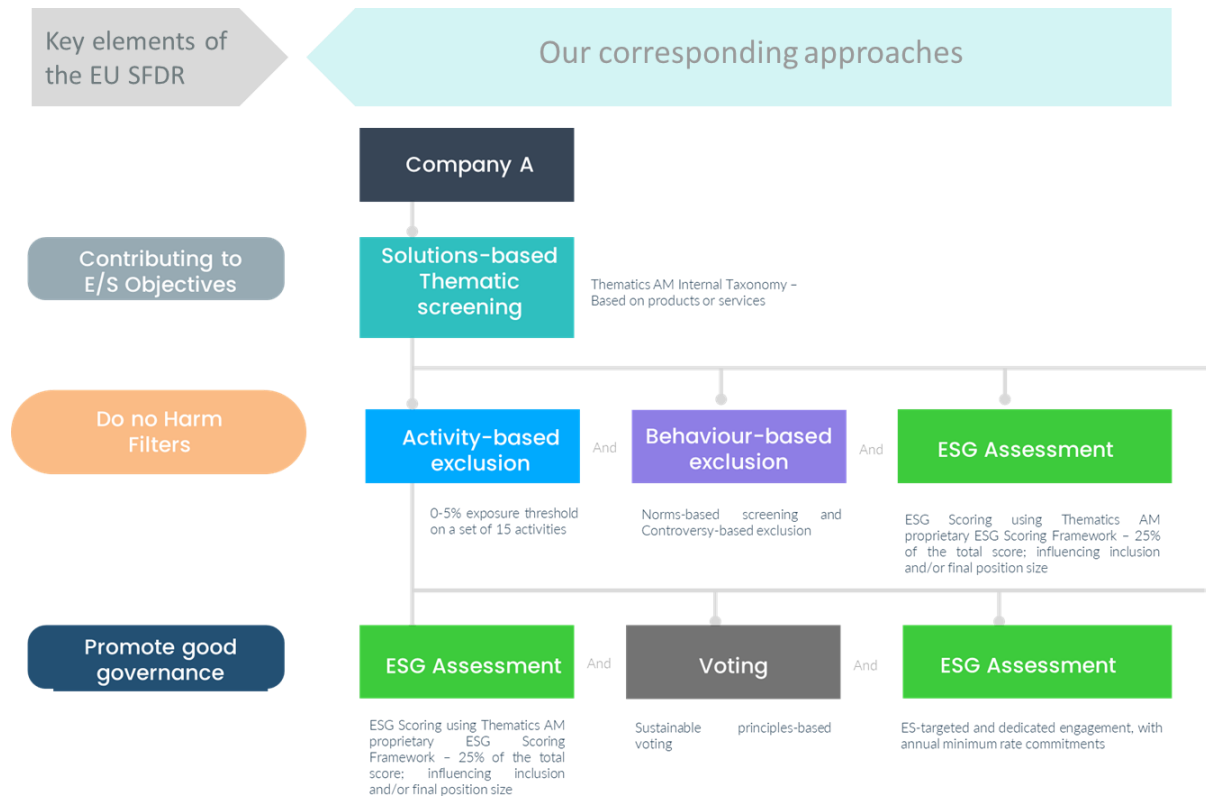 Key elements of
the EU SFDR
Our corresponding approaches
Company A
Contributing to
E/S Objectives
Solutions-based
Thematic
screening
Thematics AM Internal Taxonomy –
Based on products or services
Do no Harm
Filters
Activity-based
exclusion
And
Behaviour-based
exclusion
And
ESG Assessment
0-5% exposure threshold
on a set of 15 activities
Norms-based screening and
Controversy-based exclusion
ESG Scoring using Thematics AM
proprietary ESG Scoring Framework – 25%
of the total score; influencing inclusion
and/or final position size
Promote good
governance
ESG Assessment
And
Voting
And
ESG Assessment
ESG Scoring using Thematics AM
proprietary ESG Scoring
Framework – 25% of the total
score; influencing inclusion
and/or final position size
Sustainable principles-based
voting
ES-targeted and dedicated engagement, with
annual minimum rate commitments